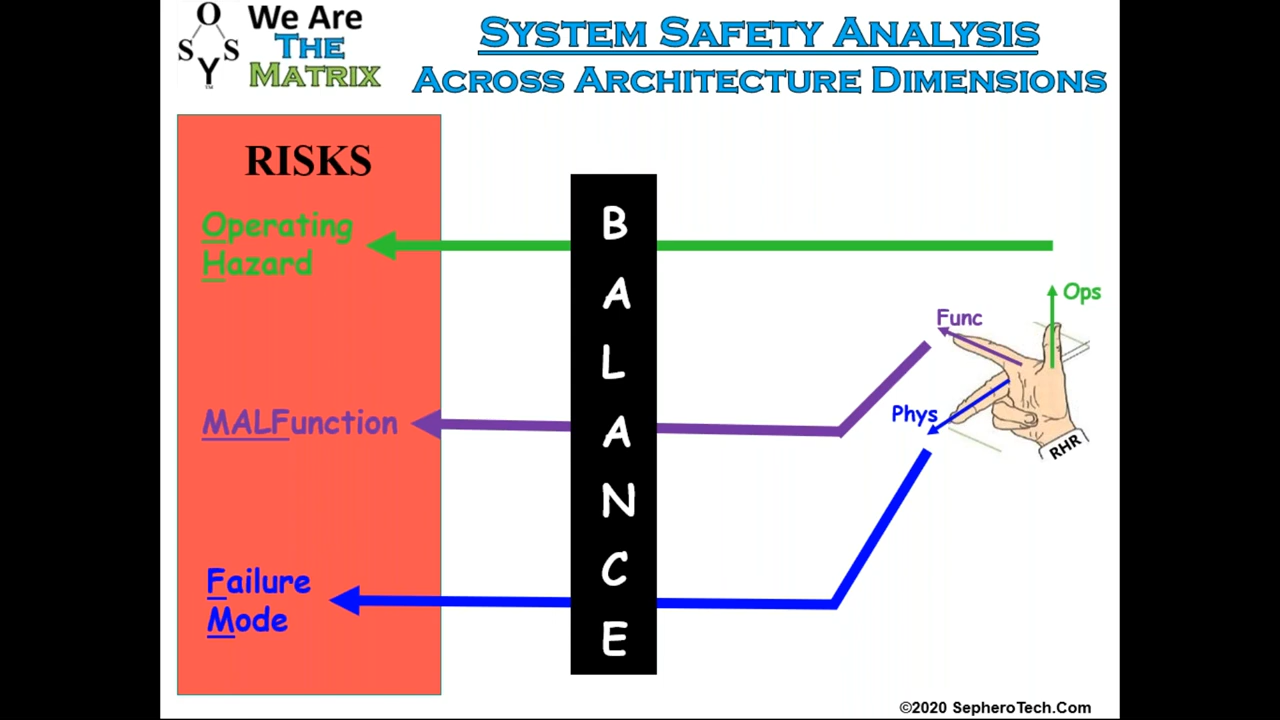 O
S S
Y
™
We Are
THE
MATRIX
SYSTEM SAFETY ANALYSIS
ACROSS ARCHITECTURE DIMENSIONS
RISKS
Operating
Hazard
MALFunction
Failure
Mode
B
A
L
A
N
C
E
Ops
Func
Phys
RHR
©2020 SepheroTech.Com